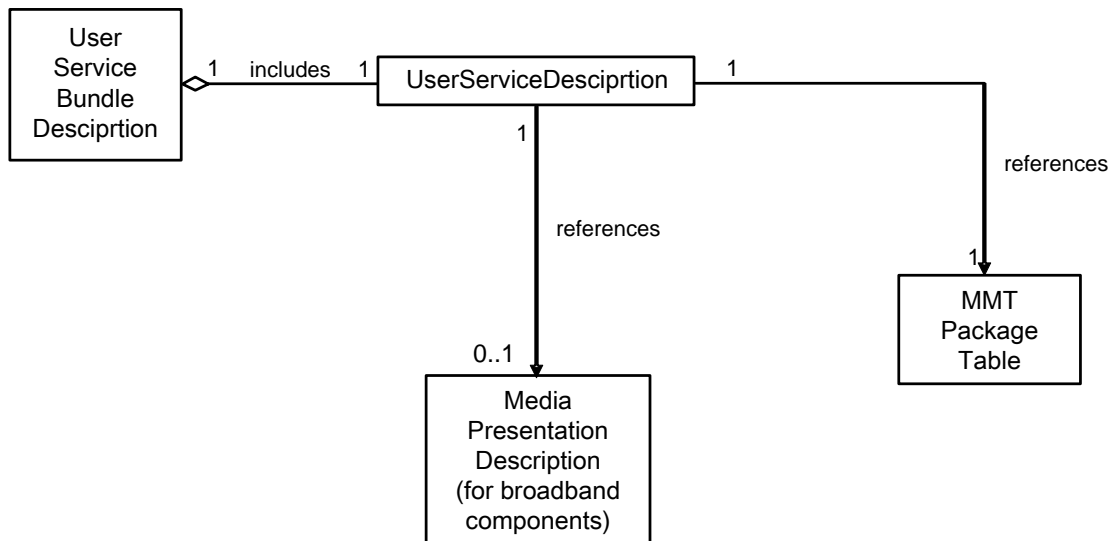 User
Service
Bundle
Desciprtion
1
includes
1
UserServiceDesciprtion
1
1
references
references
1
0..1
MMT
Package
Table
Media
Presentation
Description
(for broadband
components)